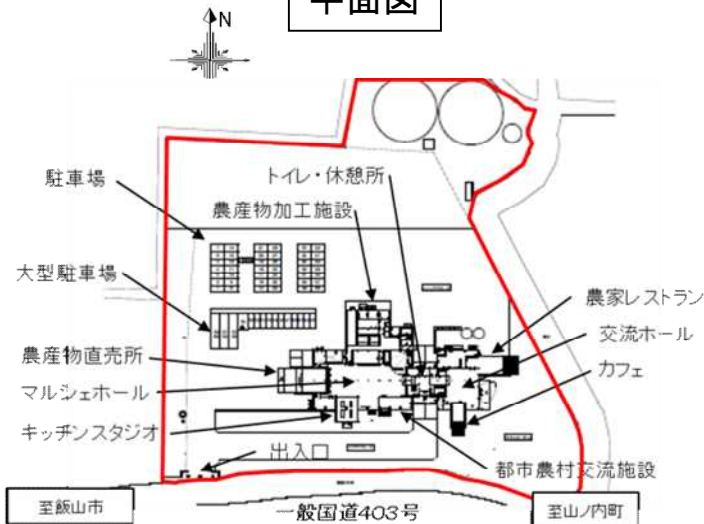 平面図
N
駐車場
トイレ・休憩所
農産物加工施設
大型駐車場
農家レストラン
交流ホール
農産物直売所
カフェ
マルシェホール
キッチンスタジオ
出入口
都市農村交流施設
至飯山市
一般国道403号
至山ノ内町